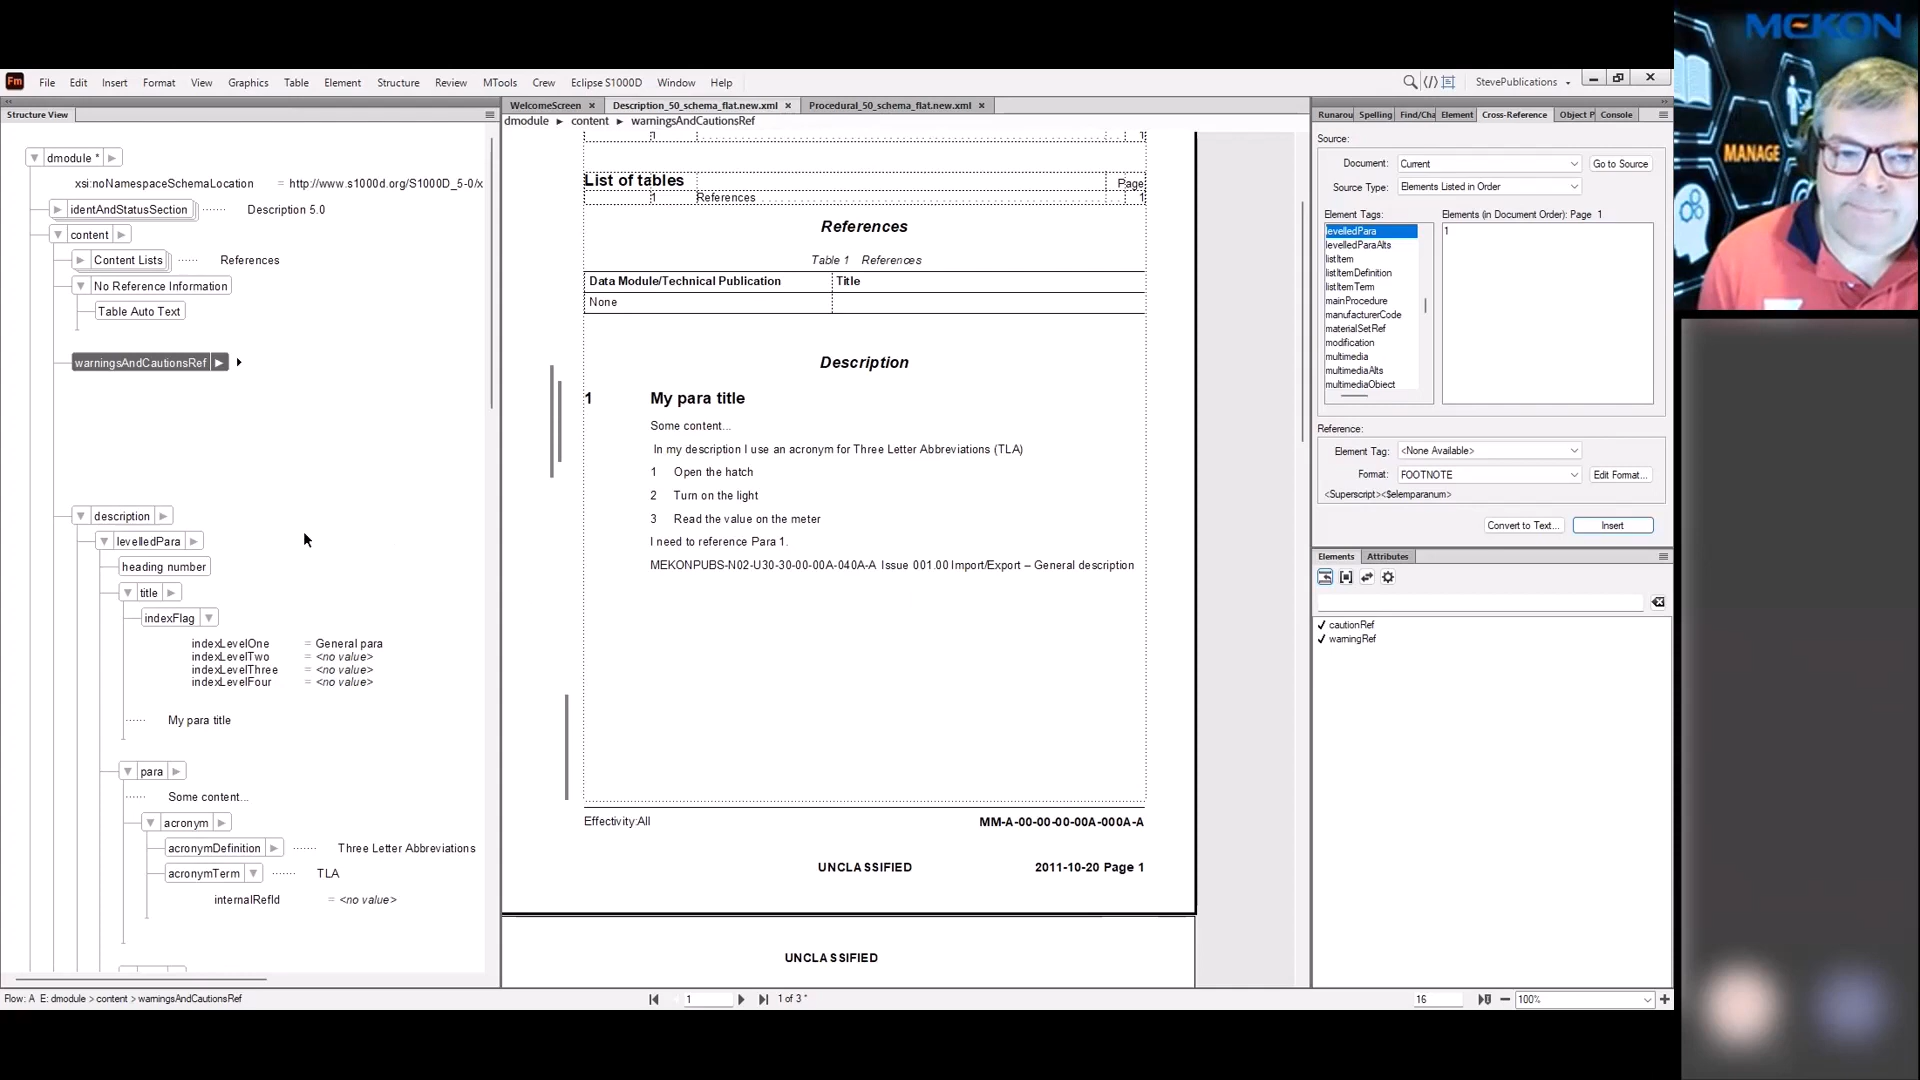 MEKON
MANAGE
Fm File Edit Insert Format View Graphics Table Element Structure Review MTools Crew Eclipse S1000D Window Help
StevePublications
Structure View
WelcomeScreen Description_50_schema_flat.new.xml Procedural_50_schema_flat.new.xml
dmodule content warningsAndCautionsRef
dmodule *
xsi:noNamespaceSchemaLocation = http://www.s1000d.org/S1000D_5-0/x
identAndStatusSection Description 5.0
content
Content Lists References
No Reference Information
Table Auto Text
warningsAndCautionsRef
description
levelledPara
heading number
title
indexFlag
indexLevelOne = General para
indexLevelTwo = <no value>
indexLevelThree = <no value>
indexLevelFour = <no value>
My para title
para
Some content...
acronym
acronymDefinition Three Letter Abbreviations
acronymTerm TLA
internalRefId = <no value>
List of tables Page
1 References 1
References
Table 1 References
Data Module/Technical Publication Title
None
Description
1 My para title
Some content...
In my description I use an acronym for Three Letter Abbreviations (TLA)
1 Open the hatch
2 Turn on the light
3 Read the value on the meter
I need to reference Para 1.
MEKONPUBS-N02-U30-30-00-00A-040A-A Issue 001.00 Import/Export – General description
Effectivity:All MM-A-00-00-00-00A-000A-A
UNCLASSIFIED 2011-10-20 Page 1
UNCLASSIFIED
Runarou Spelling Find/Cha Element Cross-Reference Object P Console
Source:
Document: Current Go to Source
Source Type: Elements Listed in Order
Element Tags: Elements (in Document Order): Page 1
levelledPara 1
levelledParaAlts
listItem
listItemDefinition
listItemTerm
mainProcedure
manufacturerCode
materialSetRef
modification
multimedia
multimediaAlts
multimediaObject
Reference:
Element Tag: <None Available>
Format: FOOTNOTE Edit Format...
<Superscript><$elemparanum>
Convert to Text... Insert
Elements Attributes
cautionRef
warningRef
Flow: A E: dmodule > content > warningsAndCautionsRef
1 1 of 3 * 16 100%